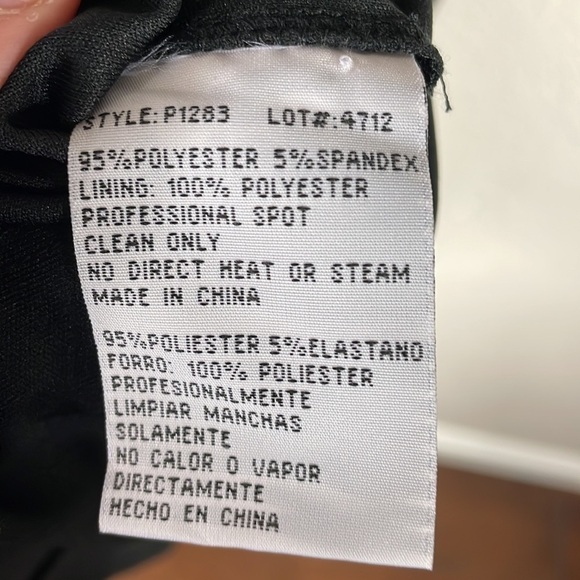 STYLE: P1283 LOT#:4712
95%POLYESTER 5%SPANDEX
LINING: 100% POLYESTER
PROFESSIONAL SPOT
CLEAN ONLY
NO DIRECT HEAT OR STEAM
MADE IN CHINA
95%POLIESTER 5%ELASTANO
FORRO: 100% POLIESTER
PROFESIONALMENTE
LIMPIAR MANCHAS
SOLAMENTE
NO CALOR O VAPOR
DIRECTAMENTE
HECHO EN CHINA